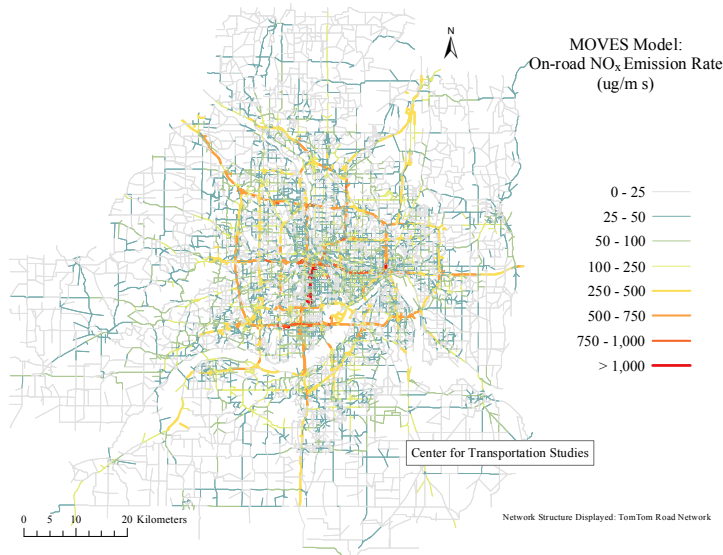 N
MOVES Model:
On-road NOx Emission Rate
(ug/m s)
0 - 25
25 - 50
50 - 100
100 - 250
250 - 500
500 - 750
750 - 1,000
> 1,000
Center for Transportation Studies
0 5 10 20 Kilometers
Network Structure Displayed: TomTom Road Network